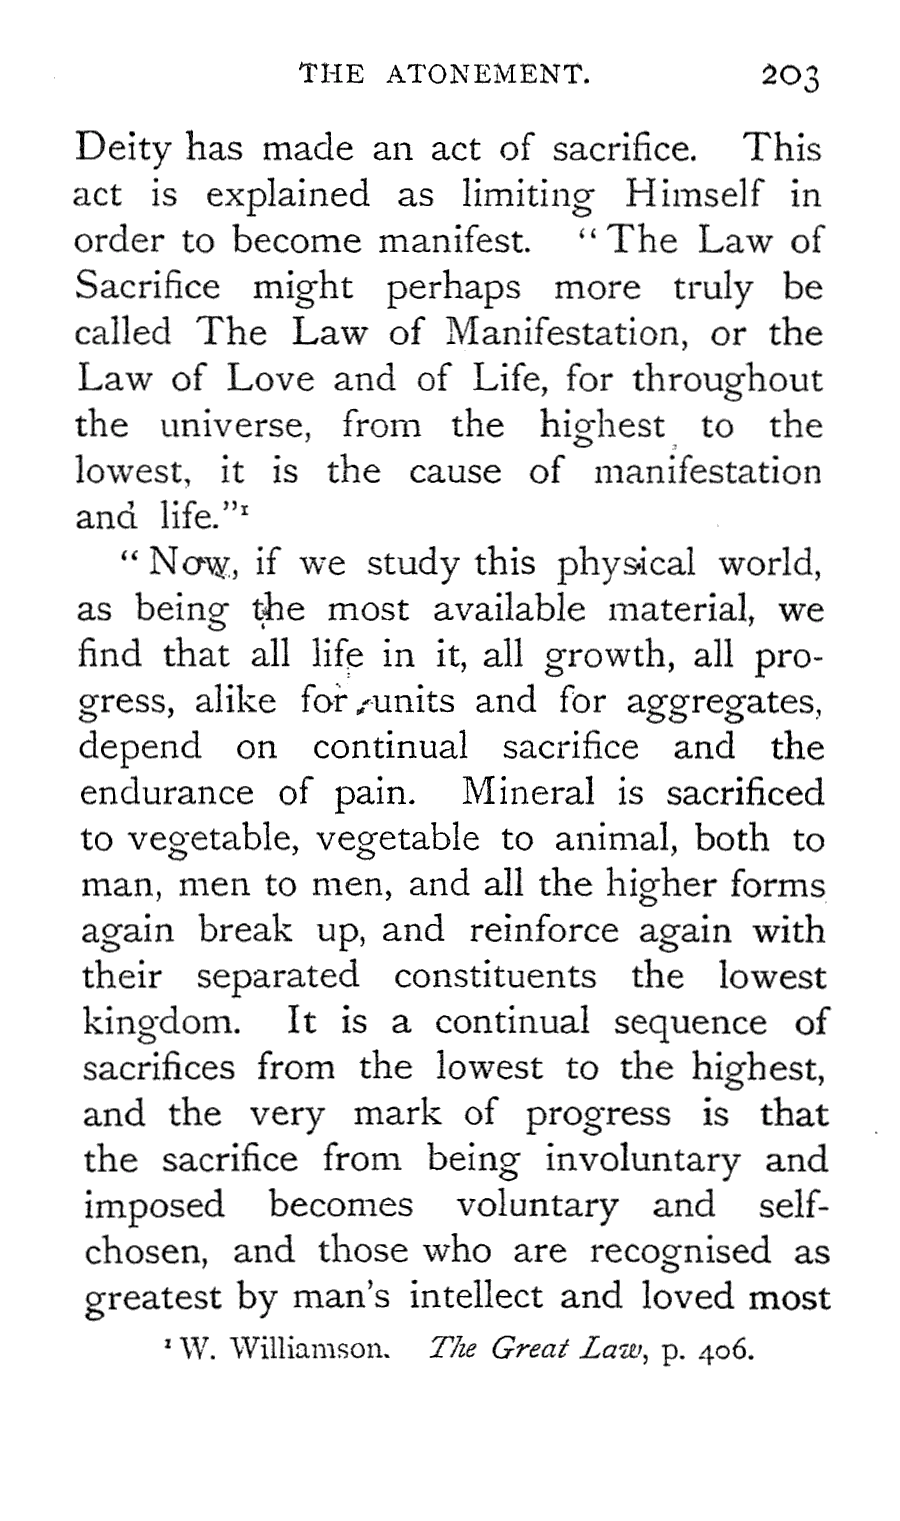 THE ATONEMENT. 203
Deity has made an act of sacrifice. This
act is explained as limiting Himself in
order to become manifest. “The Law of
Sacrifice might perhaps more truly be
called The Law of Manifestation, or the
Law of Love and of Life, for throughout
the universe, from the highest to the
lowest, it is the cause of manifestation
and life.”¹
“Now, if we study this physical world,
as being the most available material, we
find that all life in it, all growth, all pro-
gress, alike for units and for aggregates,
depend on continual sacrifice and the
endurance of pain. Mineral is sacrificed
to vegetable, vegetable to animal, both to
man, men to men, and all the higher forms
again break up, and reinforce again with
their separated constituents the lowest
kingdom. It is a continual sequence of
sacrifices from the lowest to the highest,
and the very mark of progress is that
the sacrifice from being involuntary and
imposed becomes voluntary and self-
chosen, and those who are recognised as
greatest by man's intellect and loved most
¹ W. Williamson. The Great Law, p. 406.